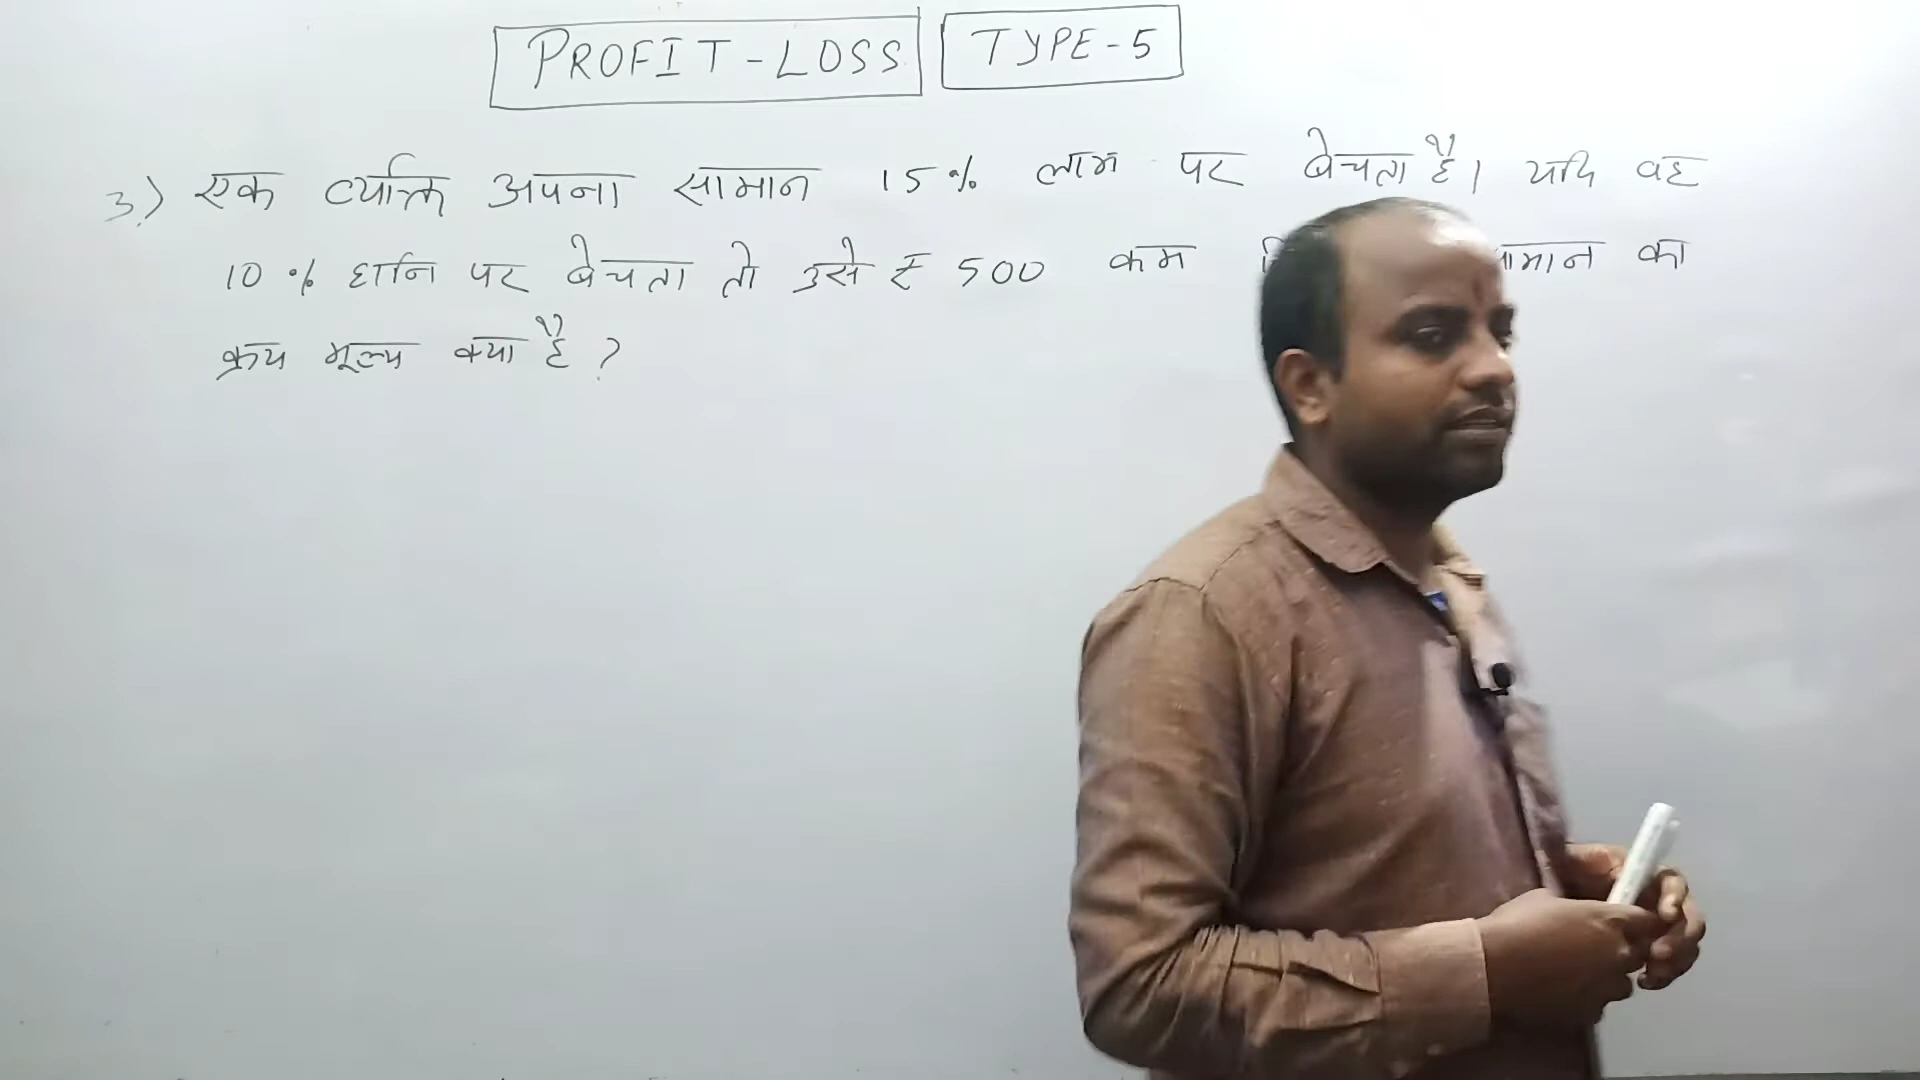 PROFIT-LOSS TYPE-5
3.) एक व्यक्ति अपना सामान 15% लाभ पर बेचता है। यदि वह
10% हानि पर बेचता तो उसे ₹ 500 कम का
क्रय मूल्य क्या है ?